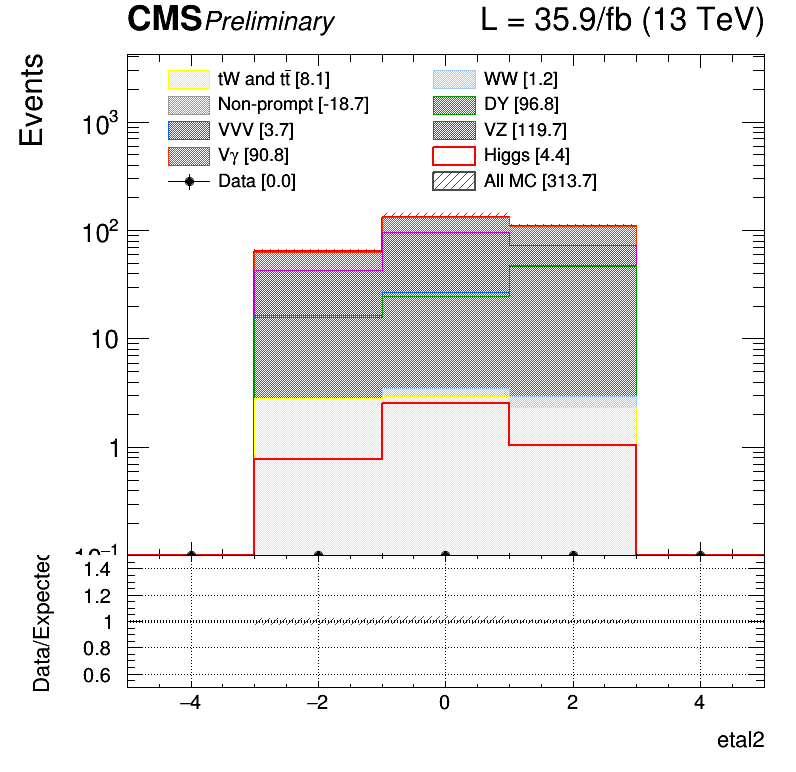 CMS Preliminary L = 35.9/fb (13 TeV)
Events
tW and tt̄ [8.1] WW [1.2]
Non-prompt [-18.7] DY [96.8]
VVV [3.7] VZ [119.7]
Vγ [90.8] Higgs [4.4]
Data [0.0] All MC [313.7]
10³
10²
10
1
10⁻¹
Data/Expected
1.4
1.2
1
0.8
0.6
−4 −2 0 2 4
etal2